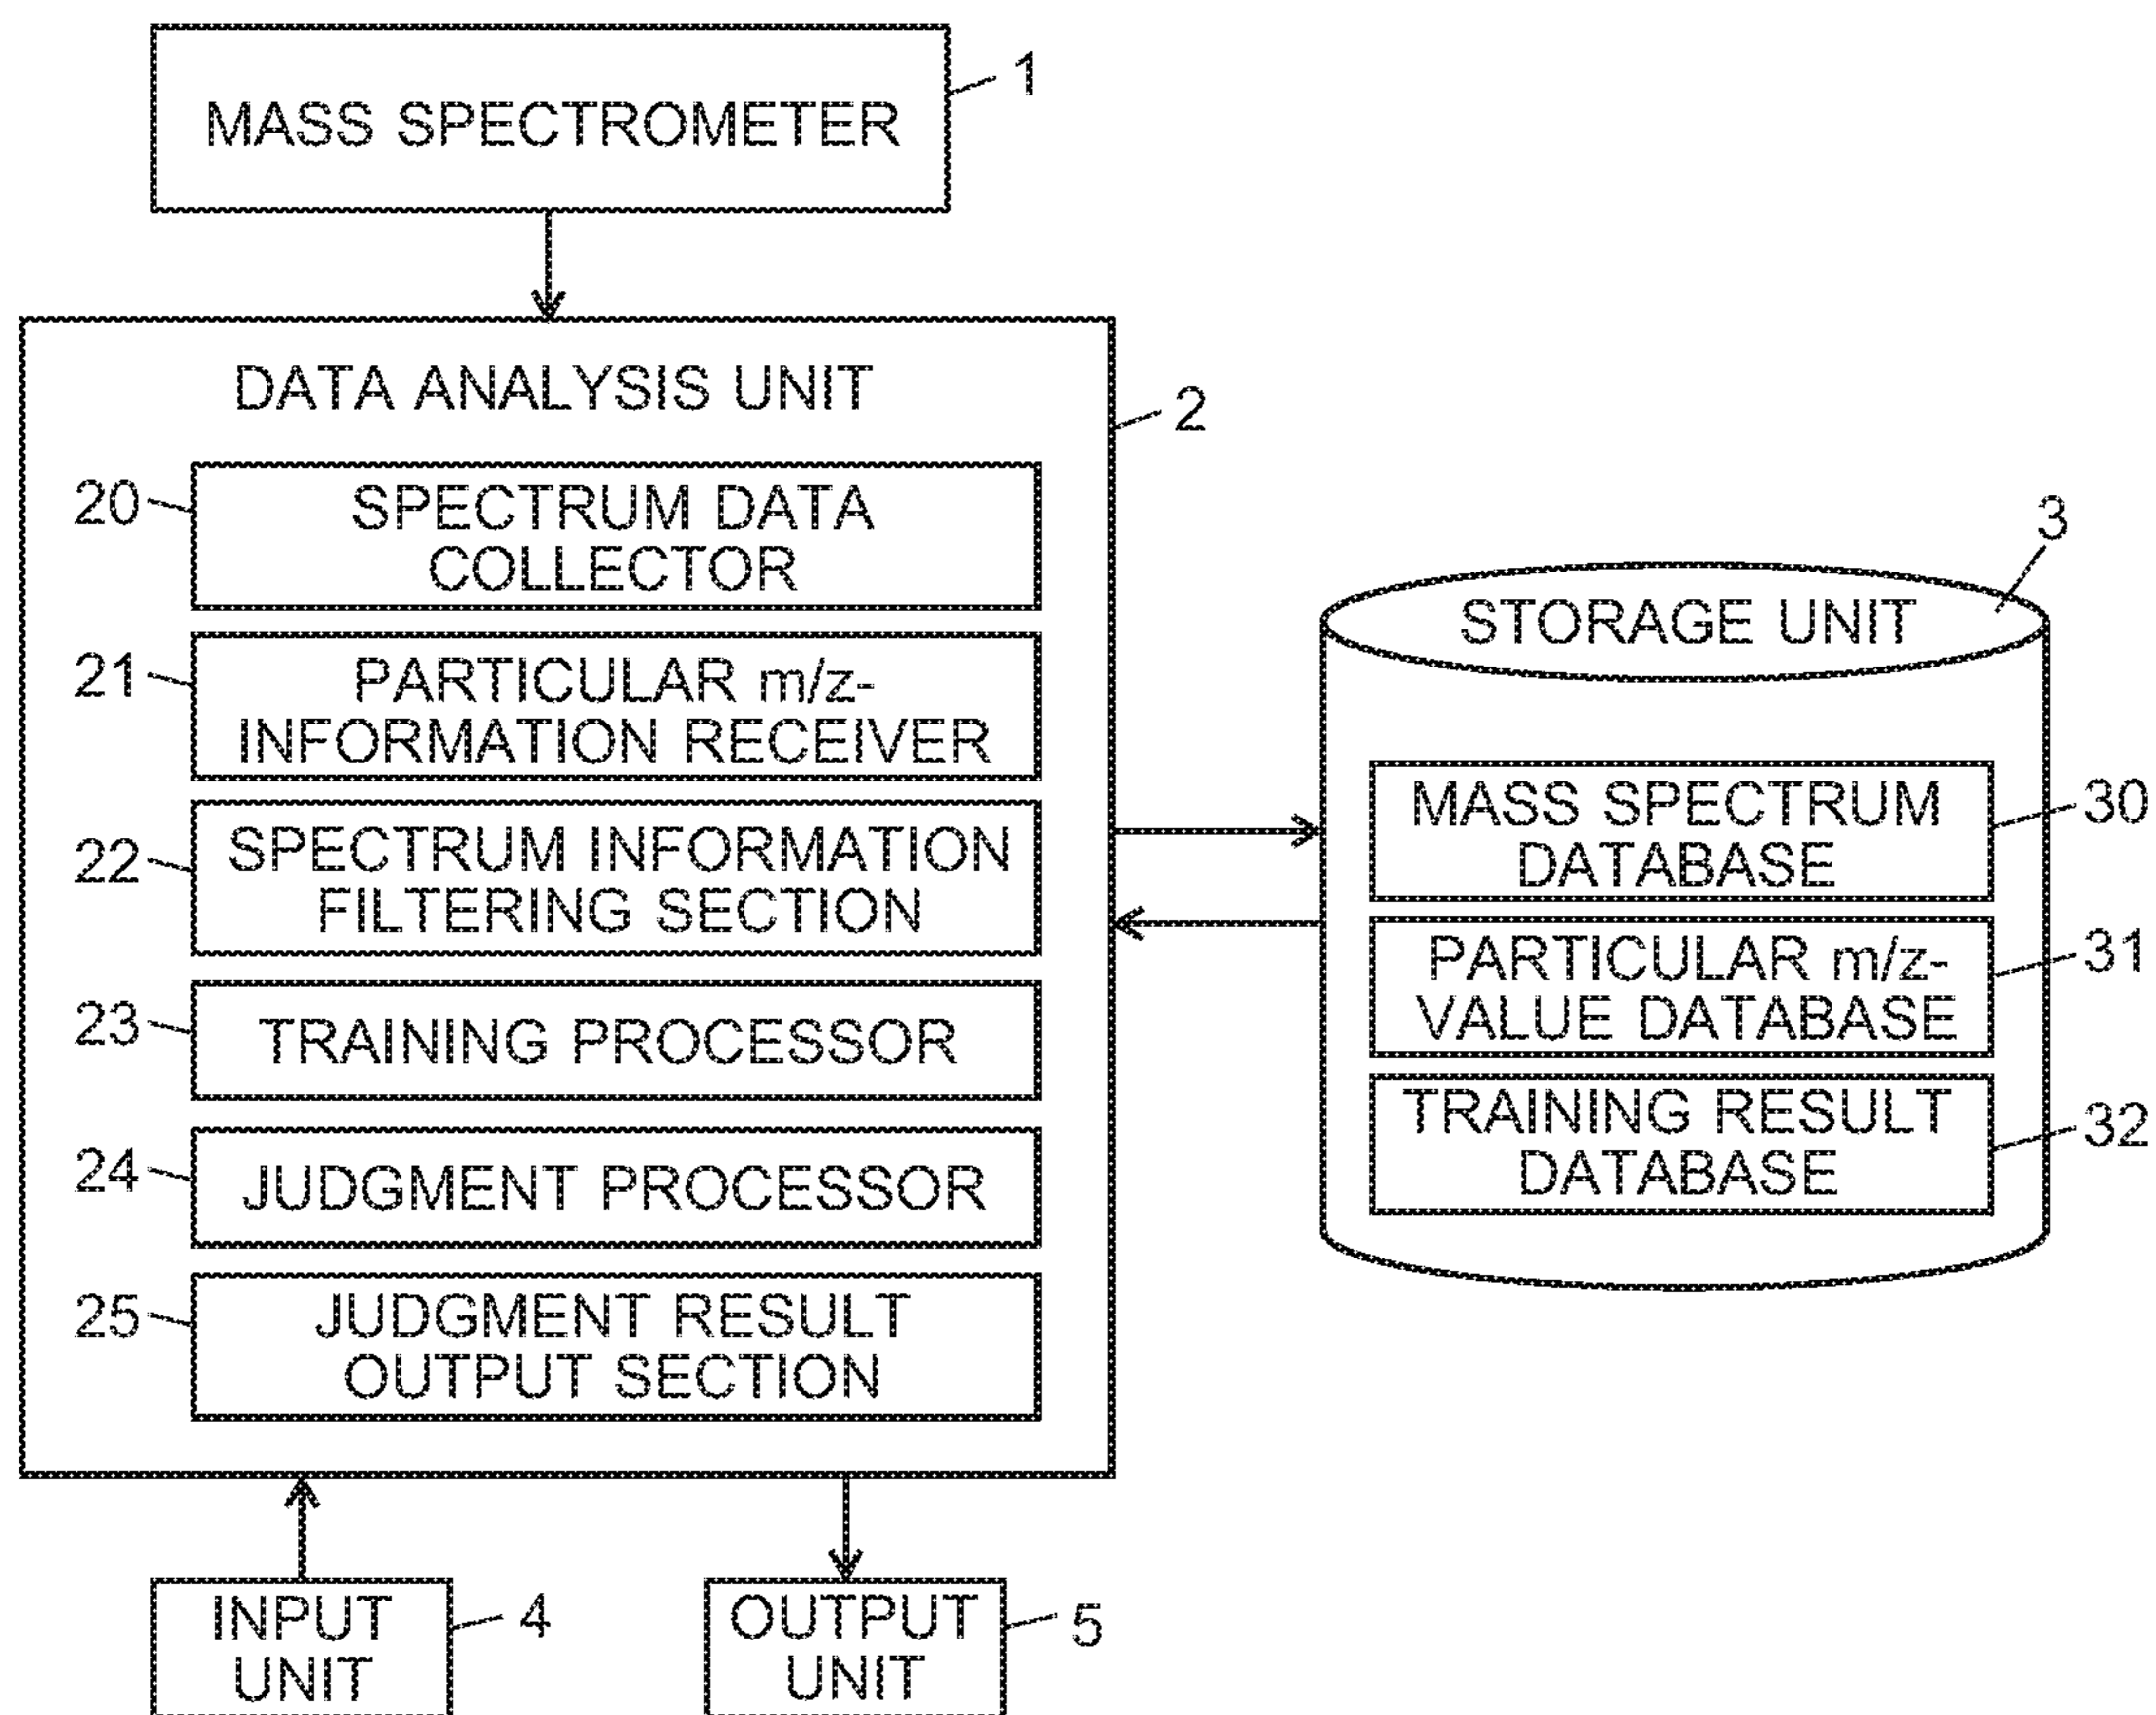 MASS SPECTROMETER
1
DATA ANALYSIS UNIT
2
20
SPECTRUM DATA
COLLECTOR
21
PARTICULAR m/z-
INFORMATION RECEIVER
22
SPECTRUM INFORMATION
FILTERING SECTION
23
TRAINING PROCESSOR
24
JUDGMENT PROCESSOR
25
JUDGMENT RESULT
OUTPUT SECTION
3
STORAGE UNIT
MASS SPECTRUM
DATABASE
30
PARTICULAR m/z-
VALUE DATABASE
31
TRAINING RESULT
DATABASE
32
INPUT
UNIT
4
OUTPUT
UNIT
5